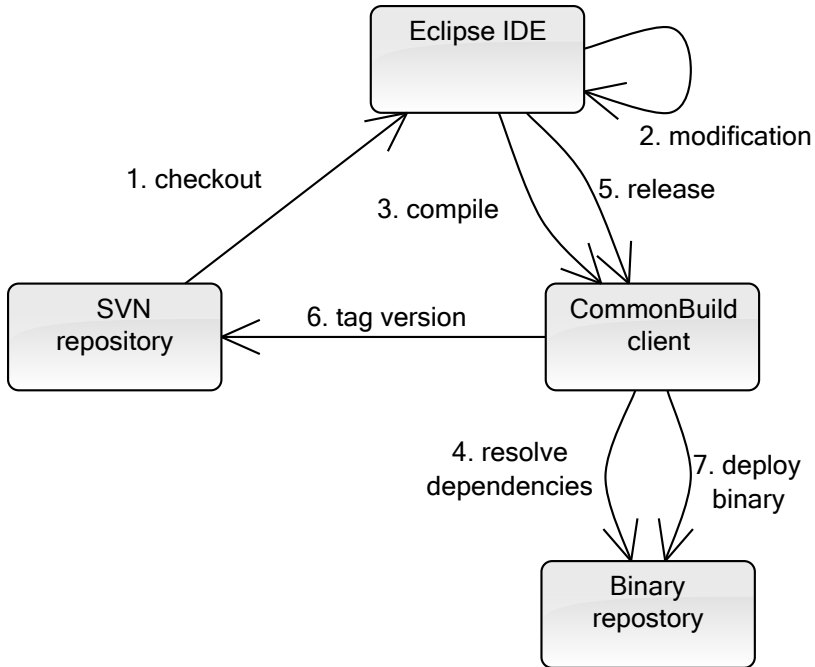 Eclipse IDE
2. modification
1. checkout
5. release
3. compile
SVN
repository
6. tag version
CommonBuild
client
4. resolve
dependencies
7. deploy
binary
Binary
repostory